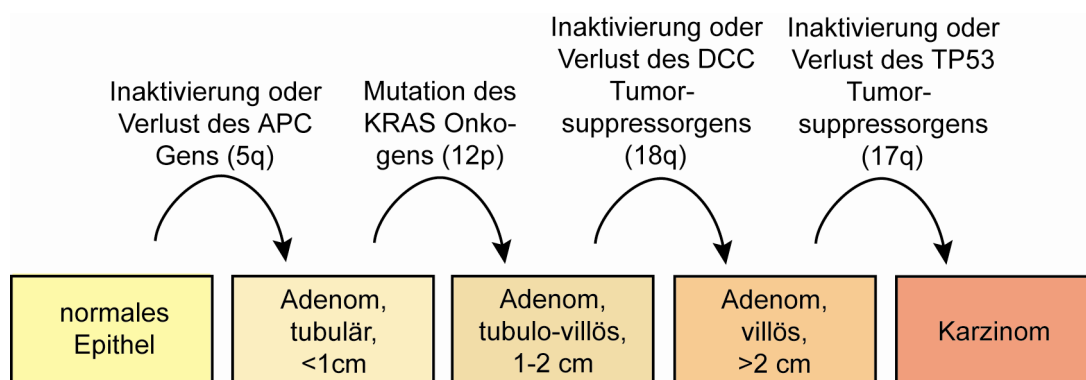 Inaktivierung oder
Verlust des APC
Gens (5q)
Mutation des
KRAS Onko-
gens (12p)
Inaktivierung oder
Verlust des DCC
Tumor-
suppressorgens
(18q)
Inaktivierung oder
Verlust des TP53
Tumor-
suppressorgens
(17q)
normales
Epithel
Adenom,
tubulär,
<1cm
Adenom,
tubulo-villös,
1-2 cm
Adenom,
villös,
>2 cm
Karzinom